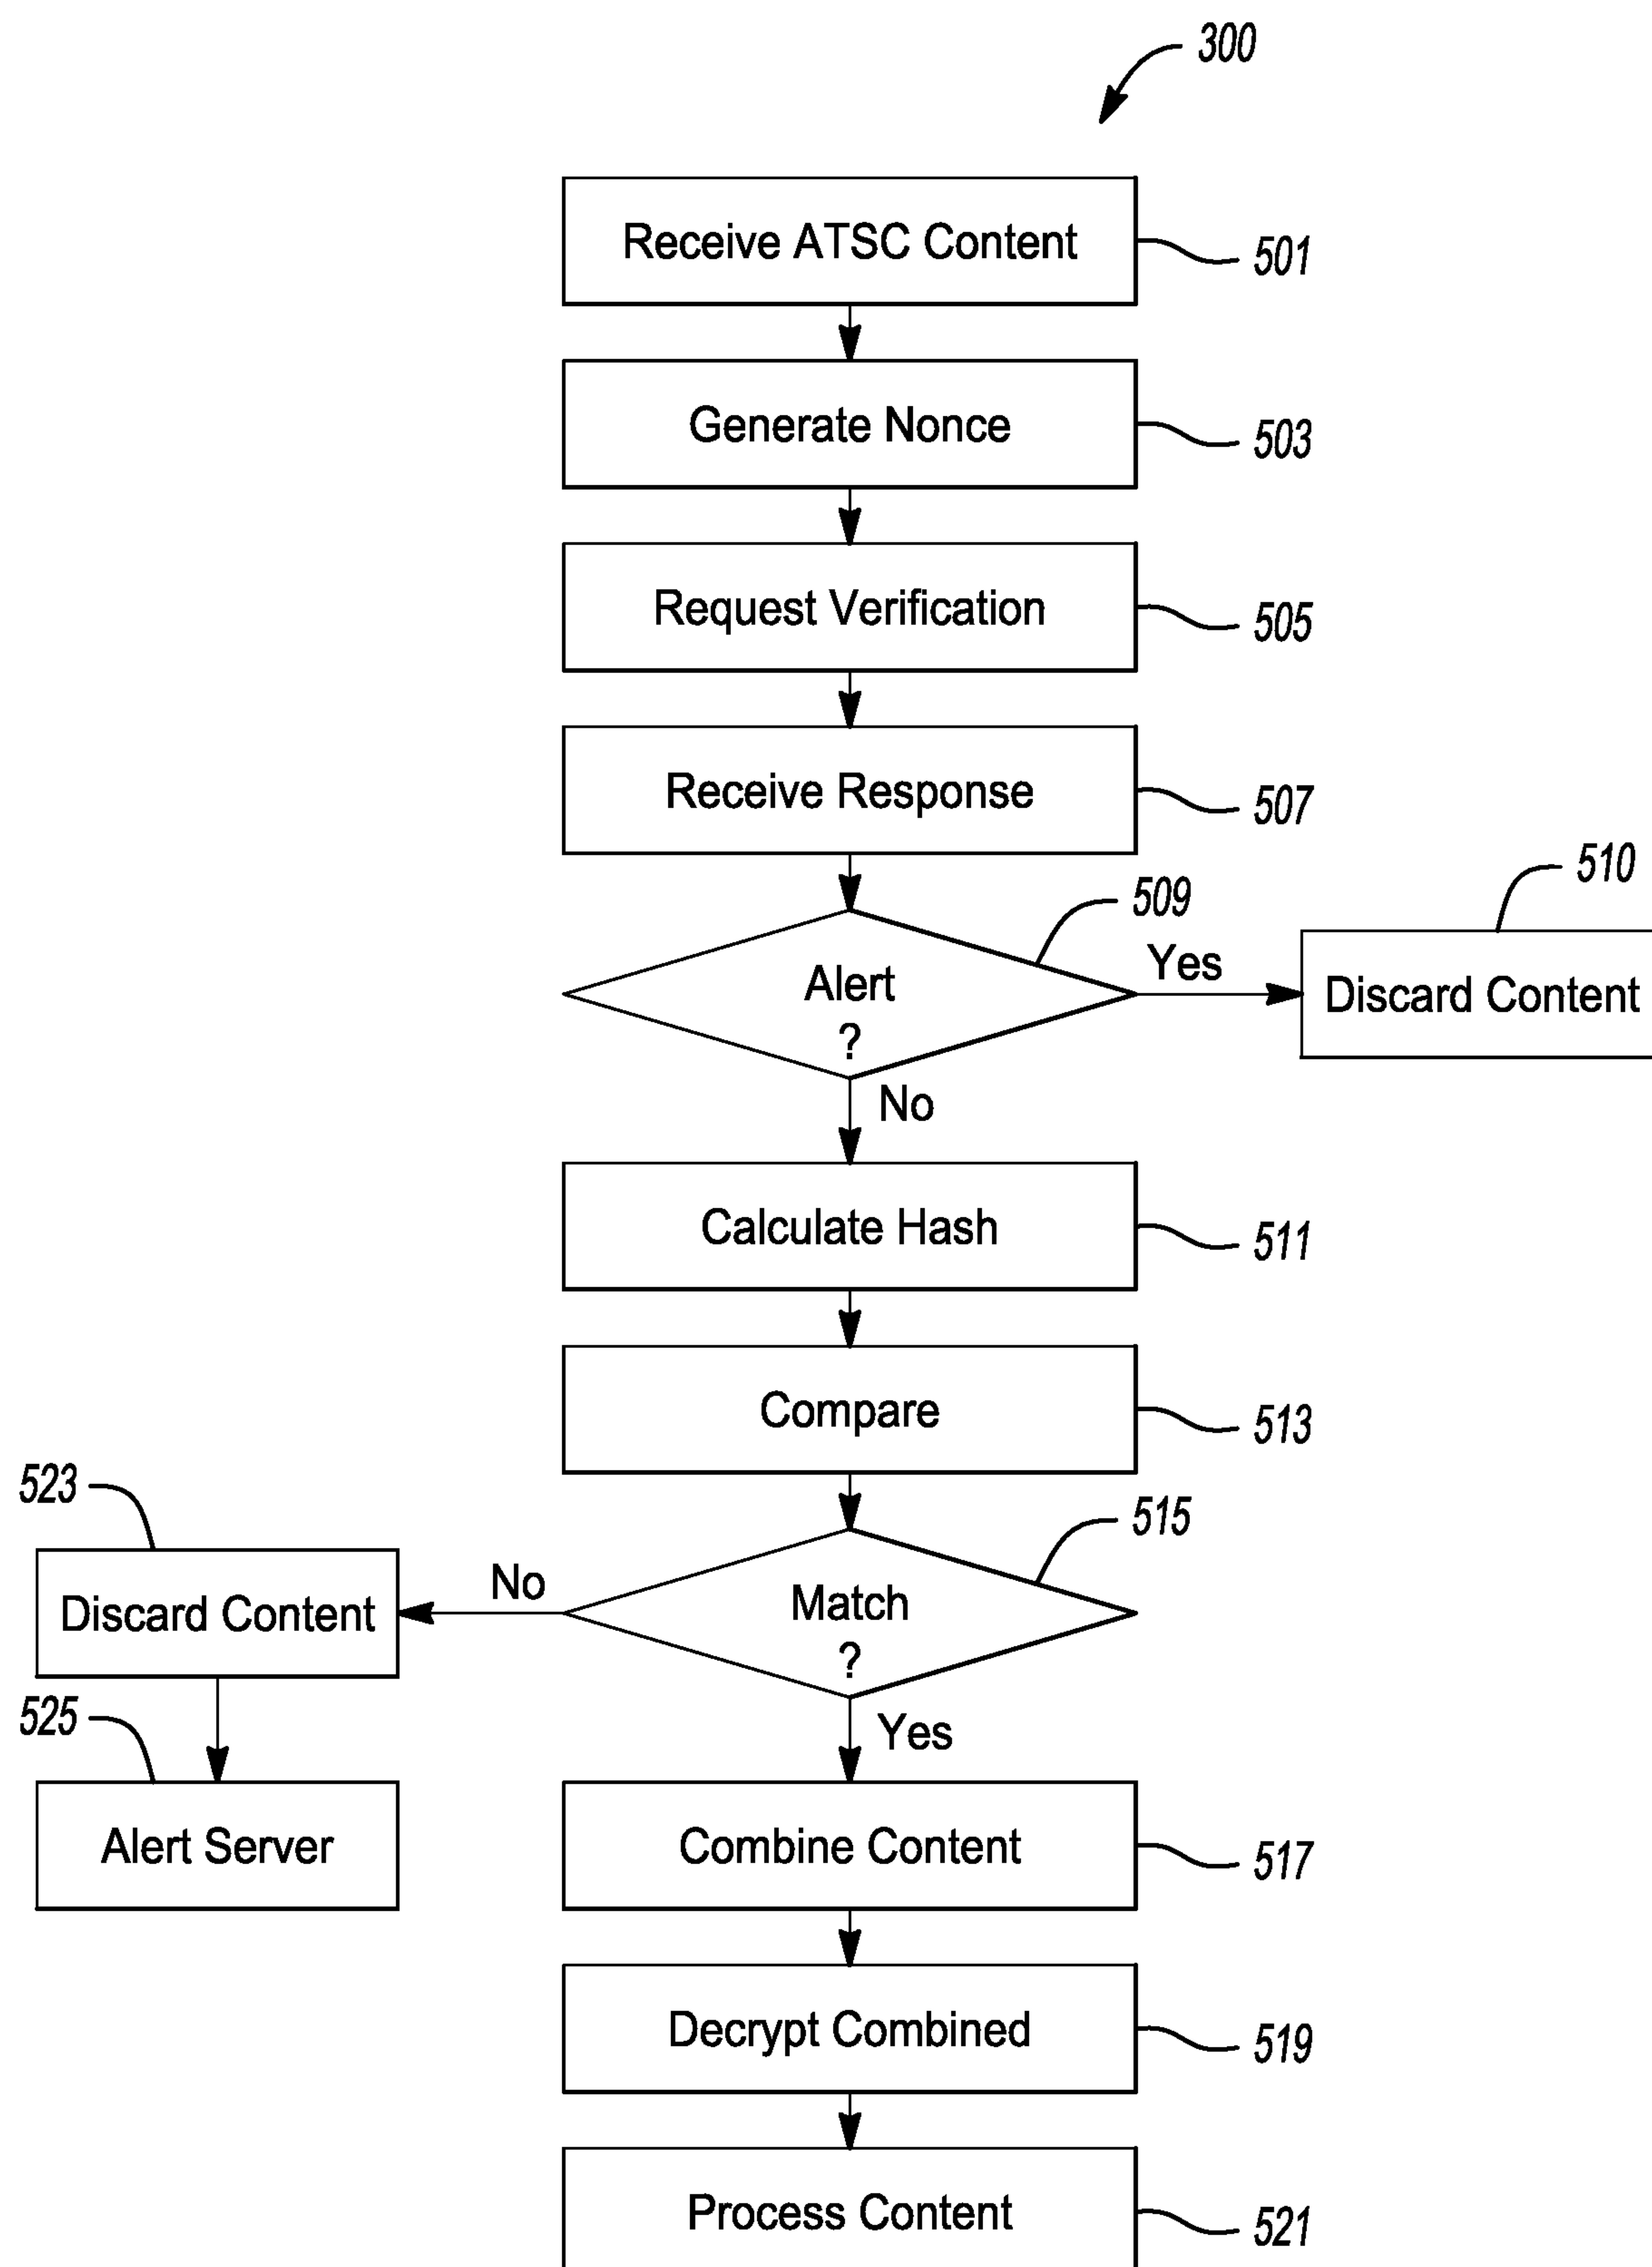 300
Receive ATSC Content
501
Generate Nonce
503
Request Verification
505
Receive Response
507
509
510
Alert
?
Yes
Discard Content
No
Calculate Hash
511
Compare
513
523
515
Discard Content
No
Match
?
525
Yes
Alert Server
Combine Content
517
Decrypt Combined
519
Process Content
521